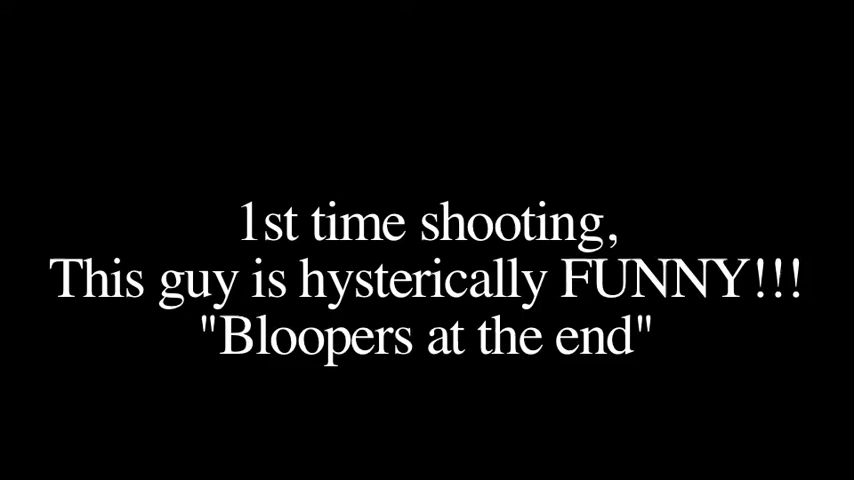 1st time shooting,
This guy is hysterically FUNNY!!!
"Bloopers at the end"